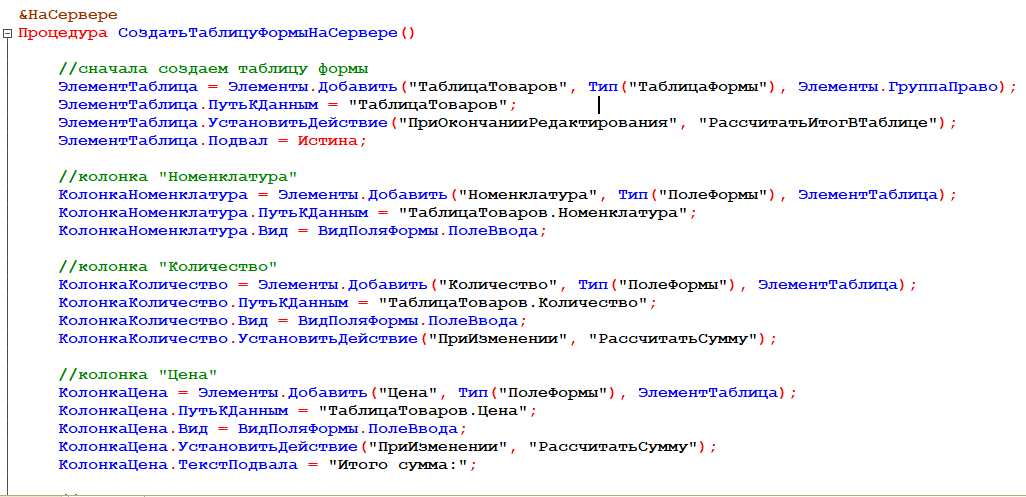 &НаСервере
Процедура СоздатьТаблицуФормыНаСервере()
//сначала создаем таблицу формы
ЭлементТаблица = Элементы.Добавить("ТаблицаТоваров", Тип("ТаблицаФормы"), Элементы.ГруппаПраво);
ЭлементТаблица.ПутьКДанным = "ТаблицаТоваров";
ЭлементТаблица.УстановитьДействие("ПриОкончанииРедактирования", "РассчитатьИтогВТаблице");
ЭлементТаблица.Подвал = Истина;
//колонка "Номенклатура"
КолонкаНоменклатура = Элементы.Добавить("Номенклатура", Тип("ПолеФормы"), ЭлементТаблица);
КолонкаНоменклатура.ПутьКДанным = "ТаблицаТоваров.Номенклатура";
КолонкаНоменклатура.Вид = ВидПоляФормы.ПолеВвода;
//колонка "Количество"
КолонкаКоличество = Элементы.Добавить("Количество", Тип("ПолеФормы"), ЭлементТаблица);
КолонкаКоличество.ПутьКДанным = "ТаблицаТоваров.Количество";
КолонкаКоличество.Вид = ВидПоляФормы.ПолеВвода;
КолонкаКоличество.УстановитьДействие("ПриИзменении", "РассчитатьСумму");
//колонка "Цена"
КолонкаЦена = Элементы.Добавить("Цена", Тип("ПолеФормы"), ЭлементТаблица);
КолонкаЦена.ПутьКДанным = "ТаблицаТоваров.Цена";
КолонкаЦена.Вид = ВидПоляФормы.ПолеВвода;
КолонкаЦена.УстановитьДействие("ПриИзменении", "РассчитатьСумму");
КолонкаЦена.ТекстПодвала = "Итого сумма:";